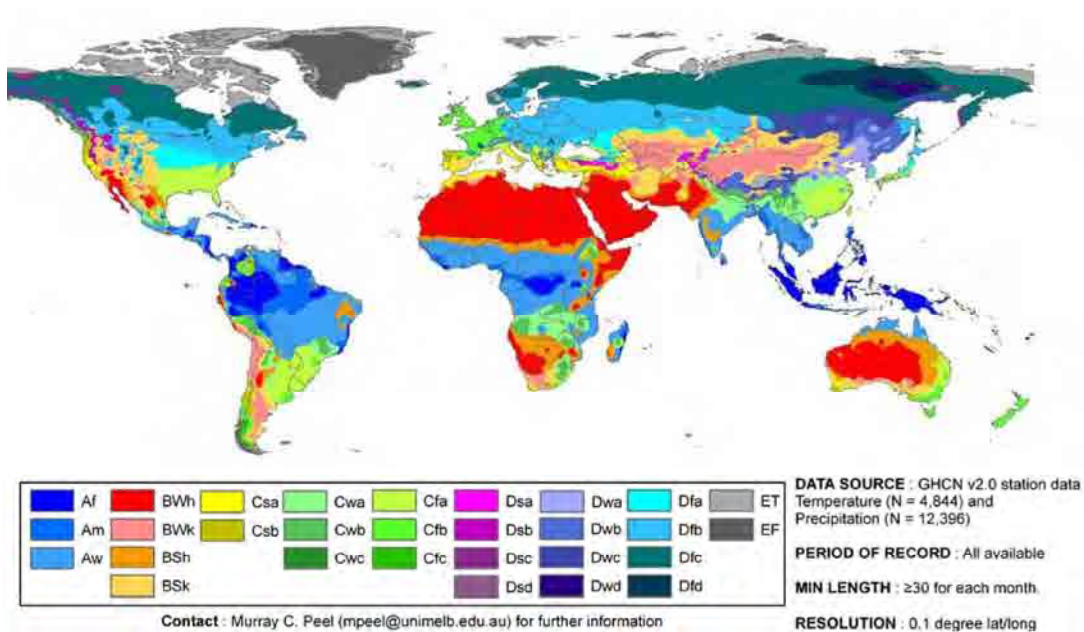 Af BWh Csa Cwa Cfa Dsa Dwa Dfa ET
Am BWk Csb Cwb Cfb Dsb Dwb Dfb EF
Aw BSh Cwc Cfc Dsc Dwc Dfc
BSk Dsd Dwd Dfd
DATA SOURCE : GHCN v2.0 station data
Temperature (N = 4,844) and
Precipitation (N = 12,396)
PERIOD OF RECORD : All available
MIN LENGTH : ≥30 for each month.
RESOLUTION : 0.1 degree lat/long
Contact : Murray C. Peel (mpeel@unimelb.edu.au) for further information